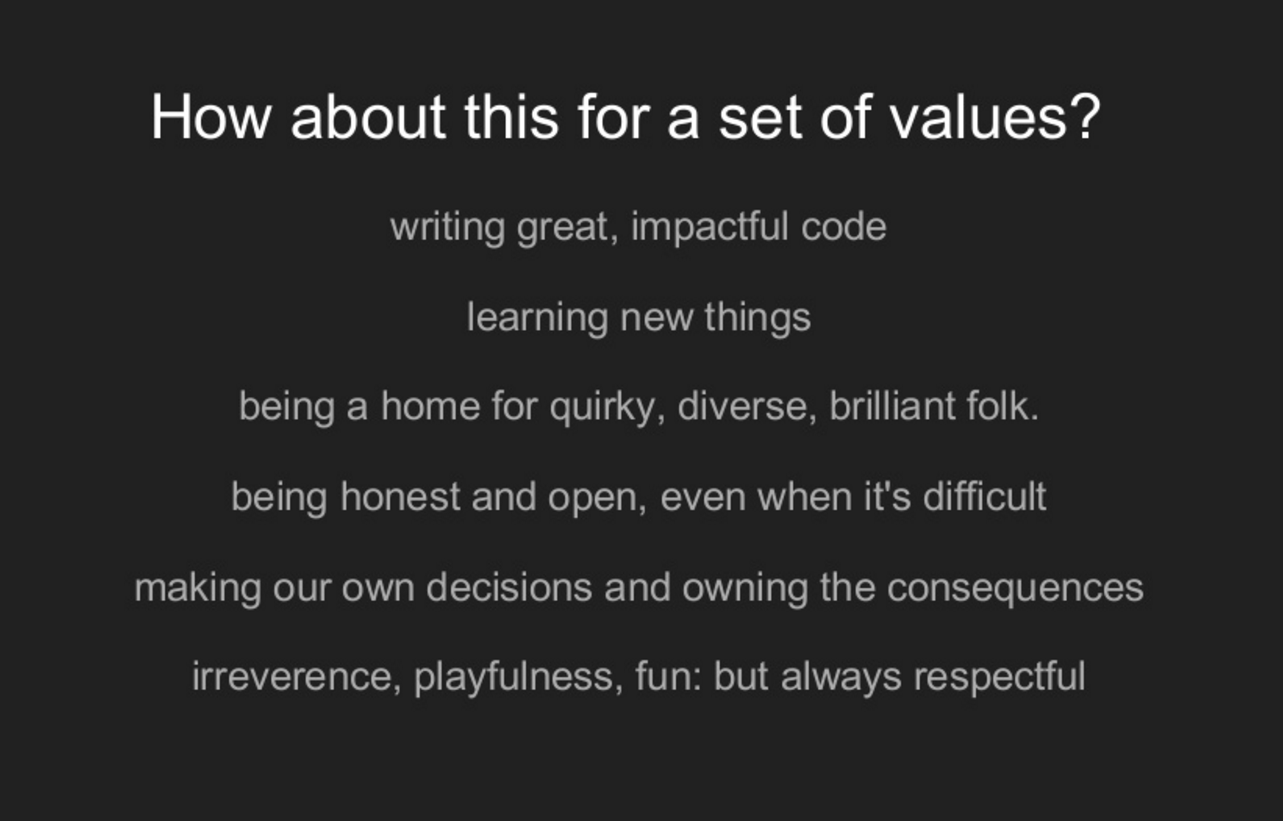 How about this for a set of values?
writing great, impactful code
learning new things
being a home for quirky, diverse, brilliant folk.
being honest and open, even when it's difficult
making our own decisions and owning the consequences
irreverence, playfulness, fun: but always respectful